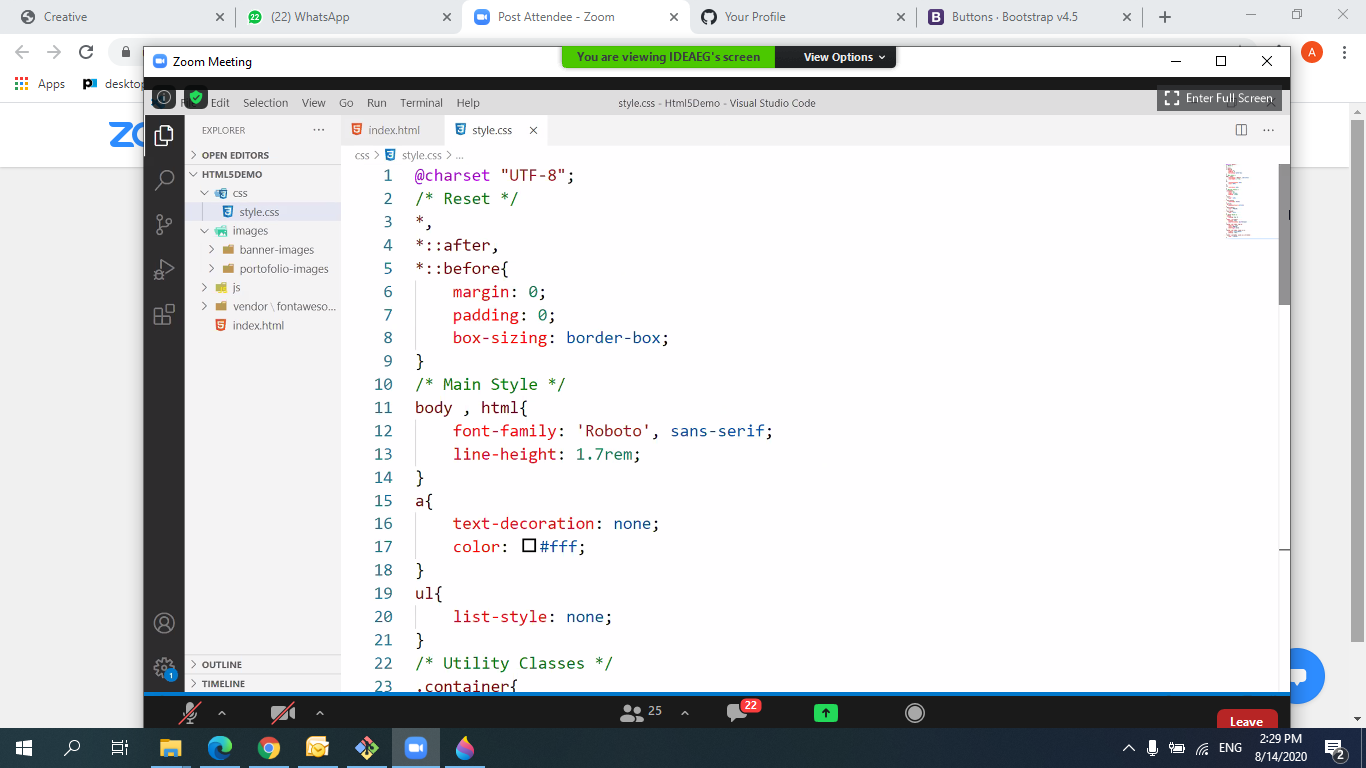 Creative
(22) WhatsApp
Post Attendee - Zoom
Your Profile
Buttons · Bootstrap v4.5
A
Apps
desktop
Zoom Meeting
You are viewing IDEAEG's screen
View Options
Edit Selection View Go Run Terminal Help
style.css - Html5Demo - Visual Studio Code
Enter Full Screen
EXPLORER
index.html
style.css
OPEN EDITORS
css > style.css > ...
HTML5DEMO
css
style.css
images
banner-images
portofolio-images
js
vendor \ fontaweso...
index.html
OUTLINE
TIMELINE
1 @charset "UTF-8";
2 /* Reset */
3 *,
4 *::after,
5 *::before{
6 margin: 0;
7 padding: 0;
8 box-sizing: border-box;
9 }
10 /* Main Style */
11 body , html{
12 font-family: 'Roboto', sans-serif;
13 line-height: 1.7rem;
14 }
15 a{
16 text-decoration: none;
17 color: #fff;
18 }
19 ul{
20 list-style: none;
21 }
22 /* Utility Classes */
23 .container{
1
25
22
Leave
ENG
2:29 PM
8/14/2020
2